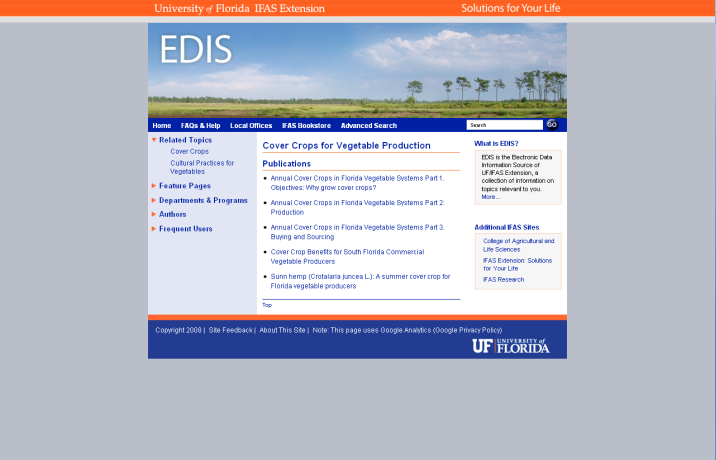 University of Florida IFAS Extension
Solutions for Your Life
EDIS
Home FAQs & Help Local Offices IFAS Bookstore Advanced Search
Search
GO
Related Topics
Cover Crops
Cultural Practices for
Vegetables
Feature Pages
Departments & Programs
Authors
Frequent Users
Cover Crops for Vegetable Production
Publications
Annual Cover Crops in Florida Vegetable Systems Part 1.
Objectives: Why grow cover crops?
Annual Cover Crops in Florida Vegetable Systems Part 2:
Production
Annual Cover Crops in Florida Vegetable Systems Part 3.
Buying and Sourcing
Cover Crop Benefits for South Florida Commercial
Vegetable Producers
Sunn hemp (Crotalaria juncea L.): A summer cover crop for
Florida vegetable producers
Top
What is EDIS?
EDIS is the Electronic Data
Information Source of
UF/IFAS Extension, a
collection of information on
topics relevant to you.
More...
Additional IFAS Sites
College of Agricultural and
Life Sciences
IFAS Extension: Solutions
for Your Life
IFAS Research
Copyright 2008 | Site Feedback | About This Site | Note: This page uses Google Analytics (Google Privacy Policy)
UF UNIVERSITY of
FLORIDA